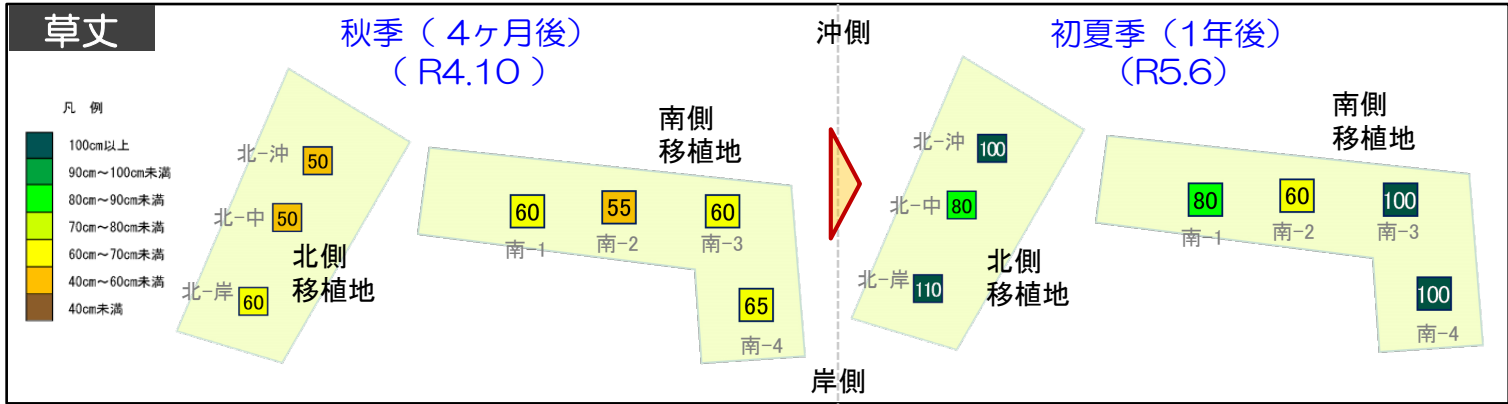 草丈
秋季（ 4ヶ月後）
（ R4.10 ）
凡 例
100cm以上
90cm～100cm未満
80cm～90cm未満
70cm～80cm未満
60cm～70cm未満
40cm～60cm未満
40cm未満
北-沖
50
北-中
50
北-岸
60
北側
移植地
南側
移植地
60
南-1
55
南-2
60
南-3
65
南-4
沖側
岸側
初夏季（1年後）
（R5.6）
北-沖
100
北-中
80
北-岸
110
北側
移植地
南側
移植地
80
南-1
60
南-2
100
南-3
100
南-4